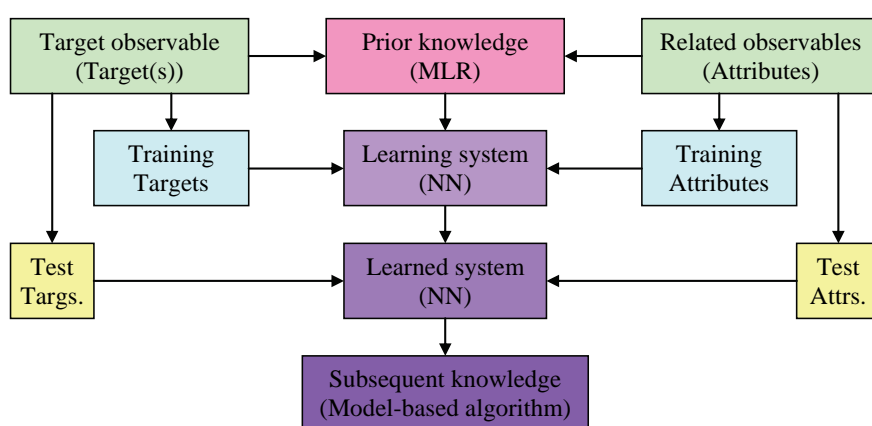 Target observable
(Target(s))
Prior knowledge
(MLR)
Related observables
(Attributes)
Training
Targets
Learning system
(NN)
Training
Attributes
Test
Targs.
Learned system
(NN)
Test
Attrs.
Subsequent knowledge
(Model-based algorithm)